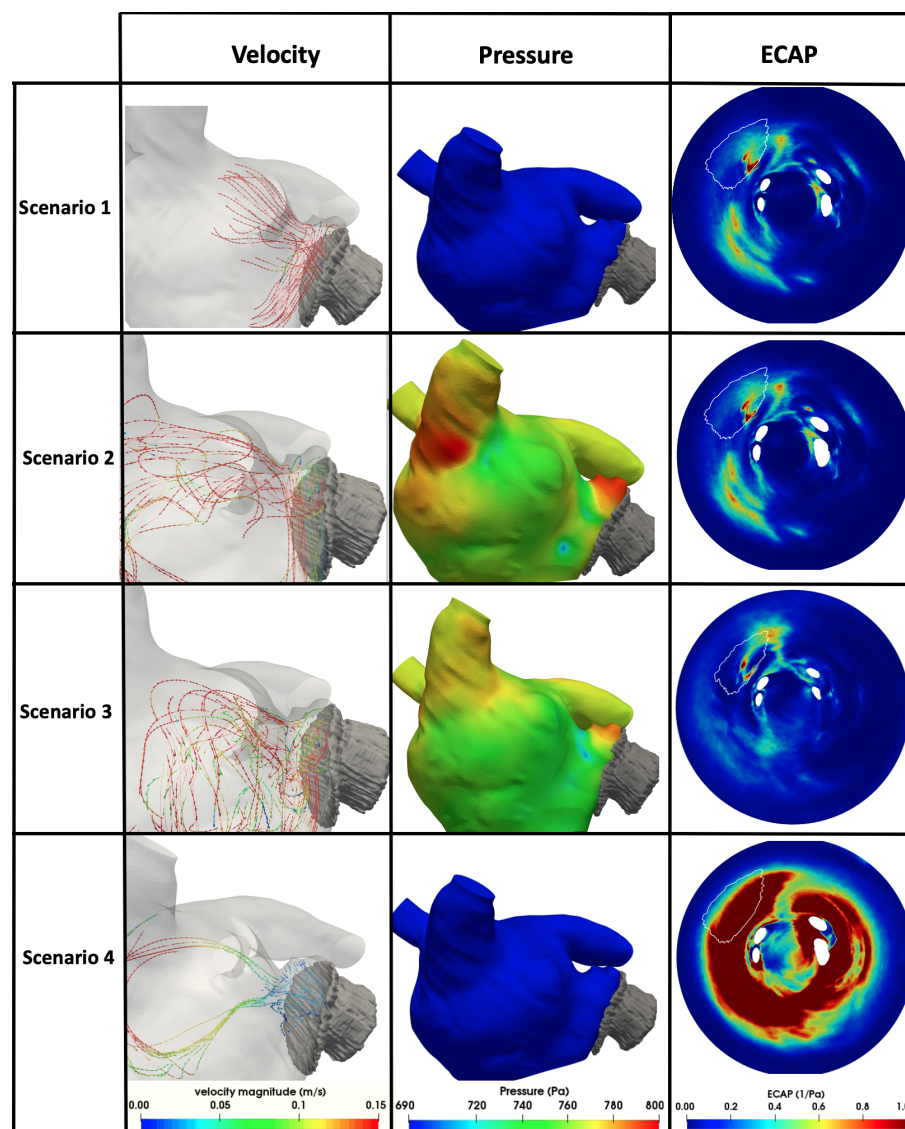 Velocity Pressure ECAP
Scenario 1
Scenario 2
Scenario 3
Scenario 4
velocity magnitude (m/s) Pressure (Pa) ECAP (1/Pa)
0.00 0.05 0.1 0.15 690 720 740 760 800 0.00 0.2 0.4 0.6 0.8